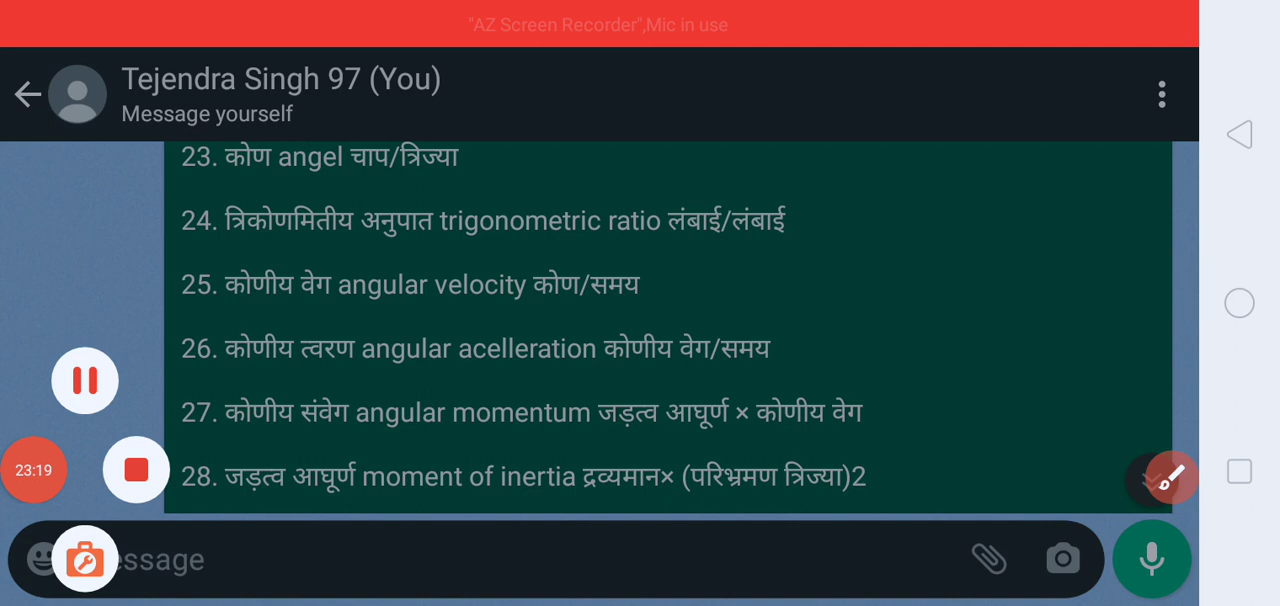 "AZ Screen Recorder",Mic in use
Tejendra Singh 97 (You)
Message yourself
23. कोण angel चाप/त्रिज्या
24. त्रिकोणमितीय अनुपात trigonometric ratio लंबाई/लंबाई
25. कोणीय वेग angular velocity कोण/समय
26. कोणीय त्वरण angular acelleration कोणीय वेग/समय
27. कोणीय संवेग angular momentum जड़त्व आघूर्ण × कोणीय वेग
28. जड़त्व आघूर्ण moment of inertia द्रव्यमान× (परिभ्रमण त्रिज्या)2
23:19
essage